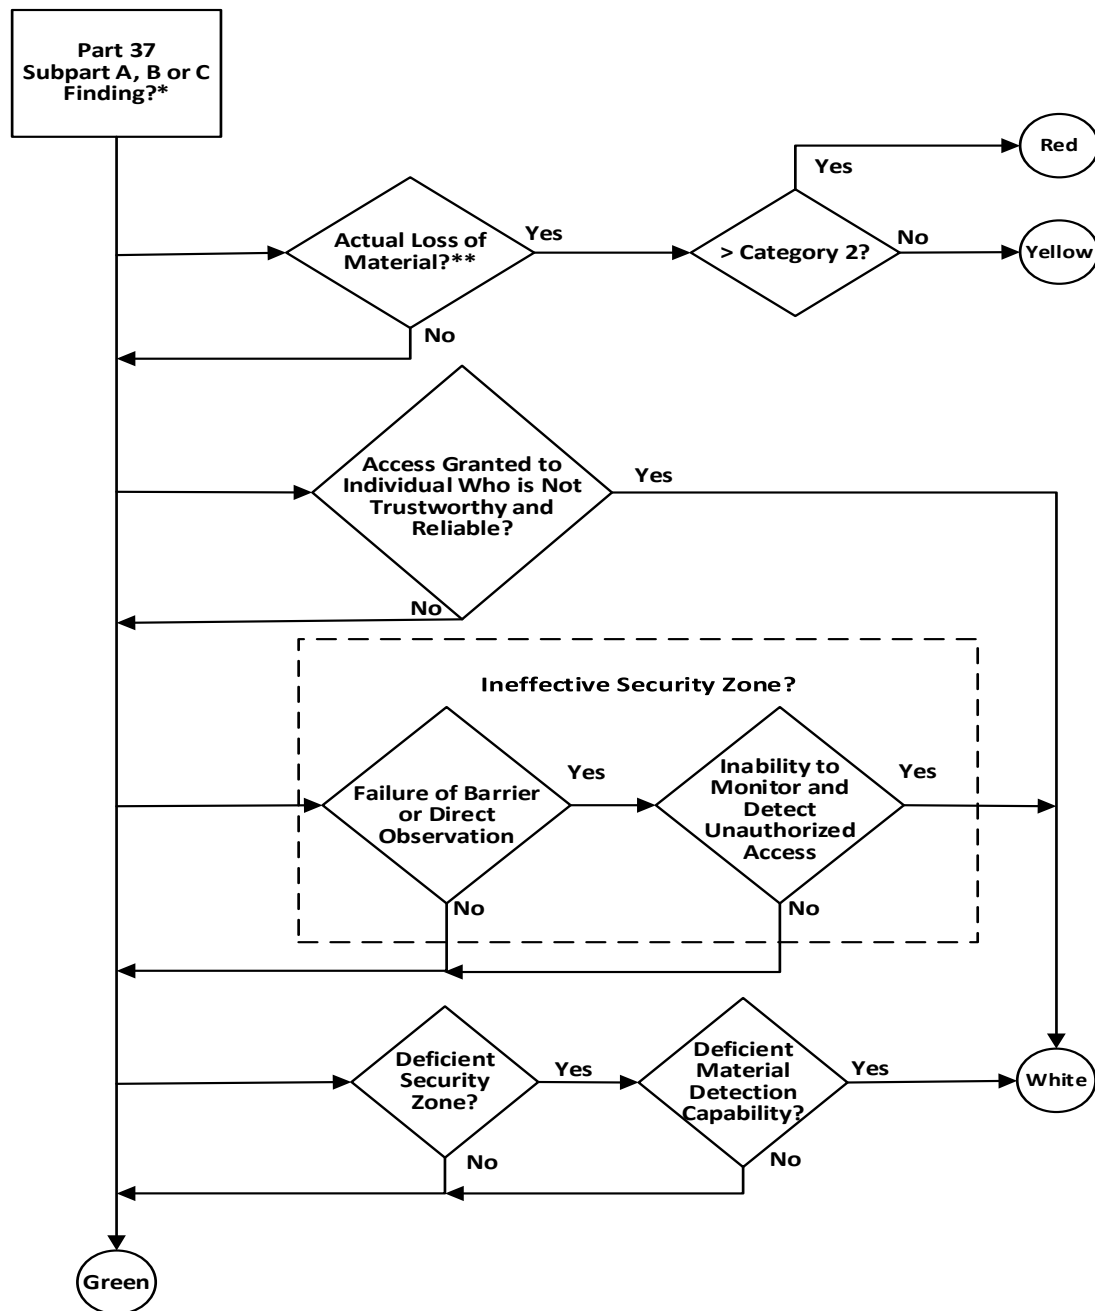 Part 37
Subpart A, B or C
Finding?*
Red
Yes
Actual Loss of
Material?**
Yes
> Category 2?
No
Yellow
No
Access Granted to
Individual Who is Not
Trustworthy and
Reliable?
Yes
No
Ineffective Security Zone?
Failure of Barrier
or Direct
Observation
Yes
Inability to
Monitor and
Detect
Unauthorized
Access
Yes
No
No
Deficient
Security
Zone?
Yes
Deficient
Material
Detection
Capability?
Yes
White
No
No
Green